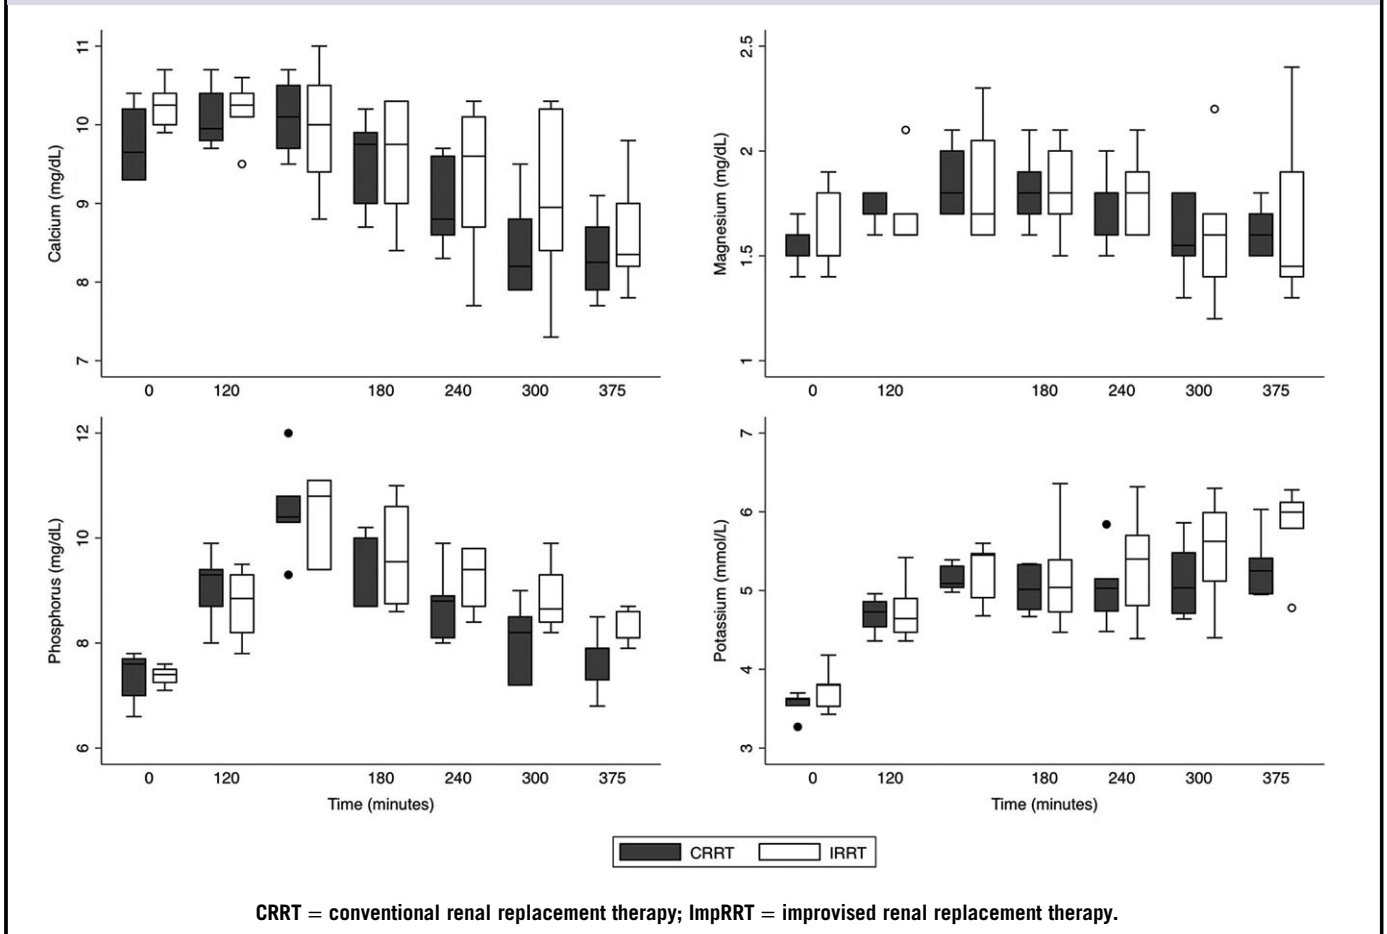 11
10
9
8
7
Calcium (mg/dL)
0 120 180 240 300 375
2.5
2
1.5
1
Magnesium (mg/dL)
0 120 180 240 300 375
12
10
8
6
Phosphorus (mg/dL)
0 120 180 240 300 375
Time (minutes)
7
6
5
4
3
Potassium (mmol/L)
0 120 180 240 300 375
Time (minutes)
CRRT IRRT
CRRT = conventional renal replacement therapy; ImpRRT = improvised renal replacement therapy.